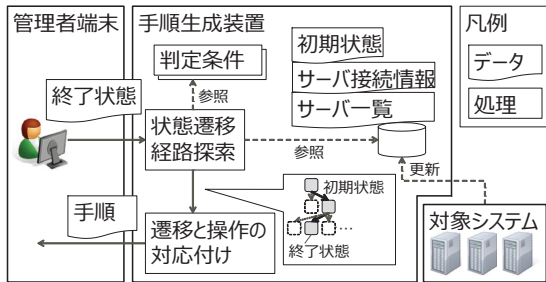 管理者端末
手順生成装置
凡例
判定条件
初期状態
サーバ接続情報
サーバ一覧
データ
処理
終了状態
参照
状態遷移
経路探索
参照
更新
手順
遷移と操作の
対応付け
初期状態
…
終了状態
対象システム